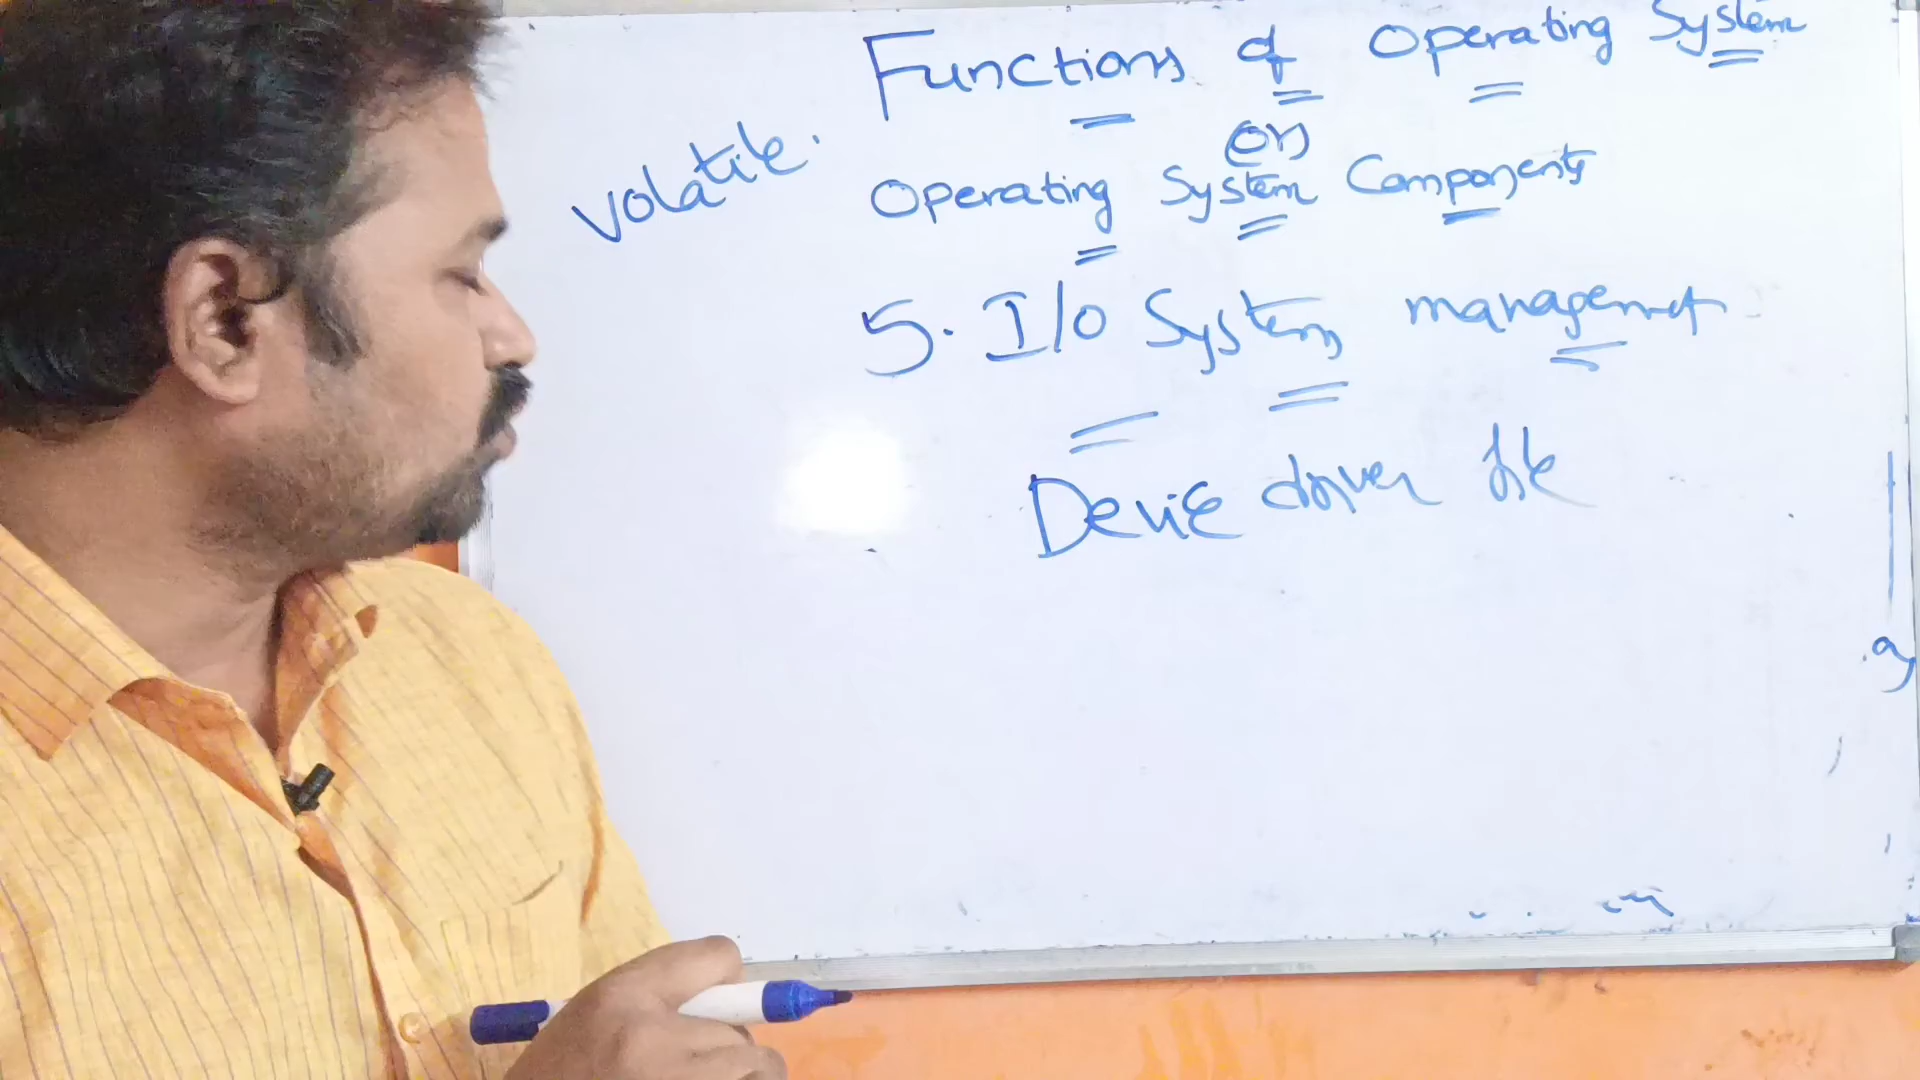 Functions of Operating System
(or)
volatile.
Operating System Components
5. I/O System management
Device driver file